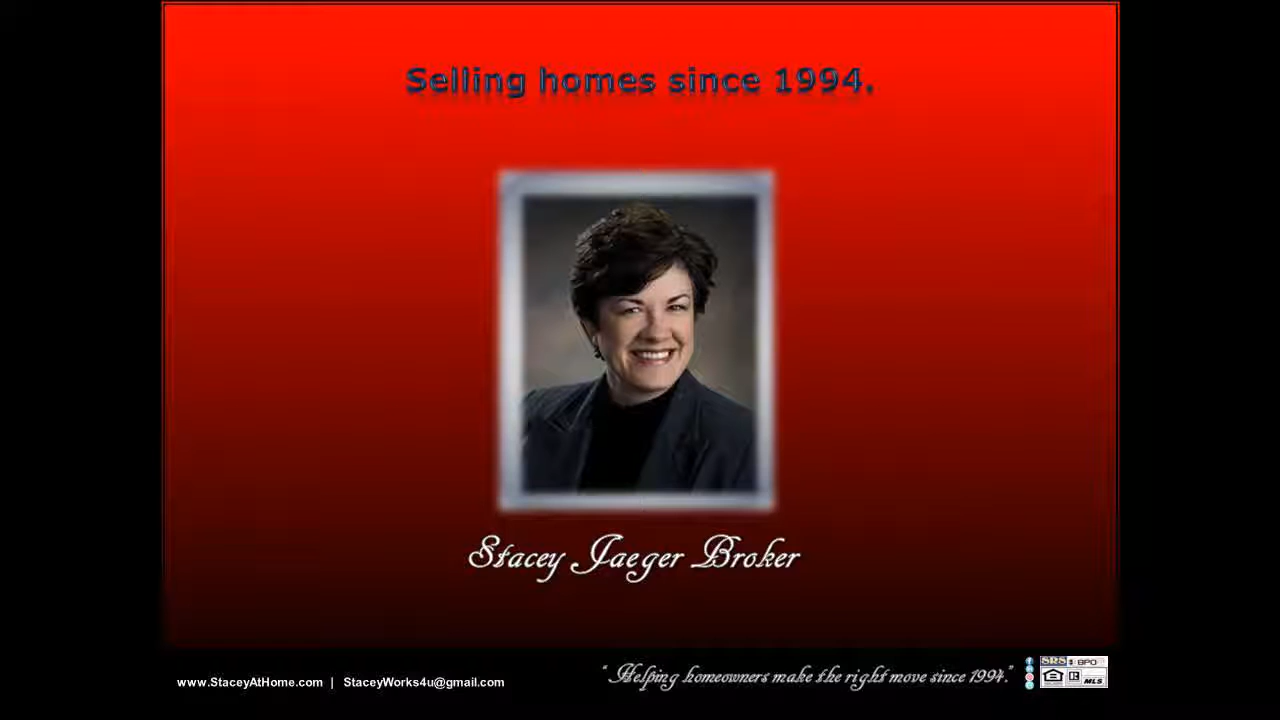 Selling homes since 1994.
Stacey Jaeger Broker
www.StaceyAtHome.com | StaceyWorks4u@gmail.com
“Helping homeowners make the right move since 1994.”
SRS BPO
R MLS